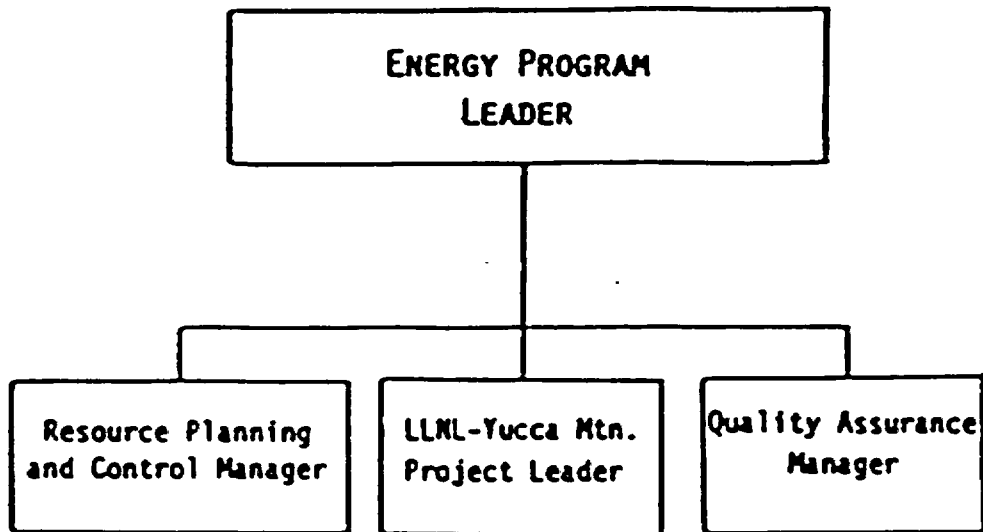 ENERGY PROGRAM
LEADER
Resource Planning
and Control Manager
LLNL-Yucca Mtn.
Project Leader
Quality Assurance
Manager